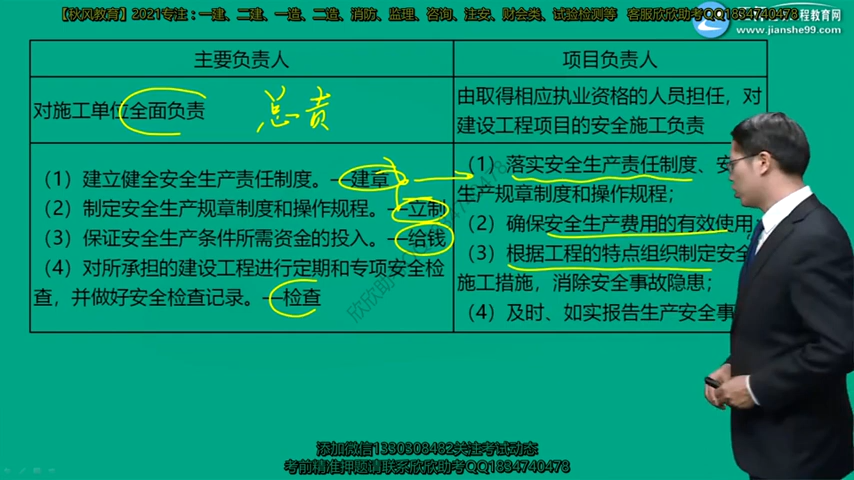 【秋风教育】2021专注：一建、二建、一造、二造、消防、监理、咨询、注安、财会类、试验检测等 客服欣欣助考QQ1834740478
程教育网
www.jianshe99.com
主要负责人
项目负责人
对施工单位全面负责
总责
由取得相应执业资格的人员担任，对
建设工程项目的安全施工负责
（1）建立健全安全生产责任制度。—建章
（2）制定安全生产规章制度和操作规程。—立制
（3）保证安全生产条件所需资金的投入。—给钱
（4）对所承担的建设工程进行定期和专项安全检
查，并做好安全检查记录。—检查
（1）落实安全生产责任制度、安
生产规章制度和操作规程；
（2）确保安全生产费用的有效使用
（3）根据工程的特点组织制定安全
施工措施，消除安全事故隐患；
（4）及时、如实报告生产安全事
添加微信1330308482关注考试动态
考前精准押题请联系欣欣助考QQ1834740478